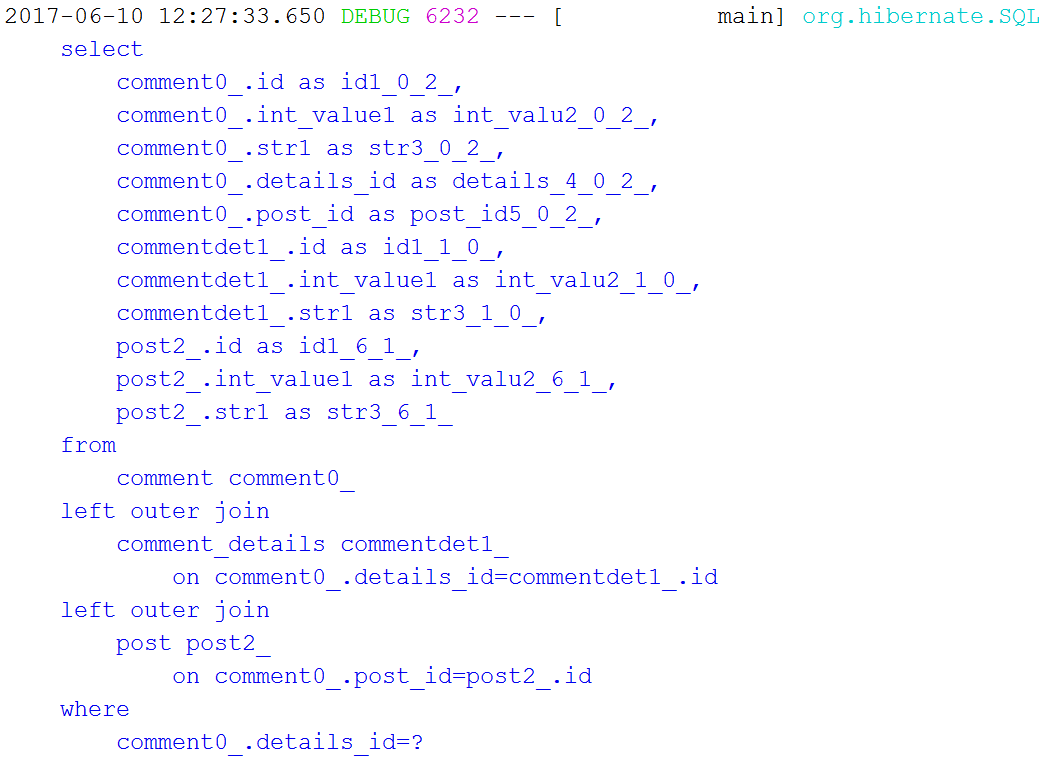 2017-06-10 12:27:33.650 DEBUG 6232 --- [           main] org.hibernate.SQL
    select
        comment0_.id as id1_0_2_,
        comment0_.int_value1 as int_valu2_0_2_,
        comment0_.str1 as str3_0_2_,
        comment0_.details_id as details_4_0_2_,
        comment0_.post_id as post_id5_0_2_,
        commentdet1_.id as id1_1_0_,
        commentdet1_.int_value1 as int_valu2_1_0_,
        commentdet1_.str1 as str3_1_0_,
        post2_.id as id1_6_1_,
        post2_.int_value1 as int_valu2_6_1_,
        post2_.str1 as str3_6_1_
    from
        comment comment0_
    left outer join
        comment_details commentdet1_
            on comment0_.details_id=commentdet1_.id
    left outer join
        post post2_
            on comment0_.post_id=post2_.id
    where
        comment0_.details_id=?